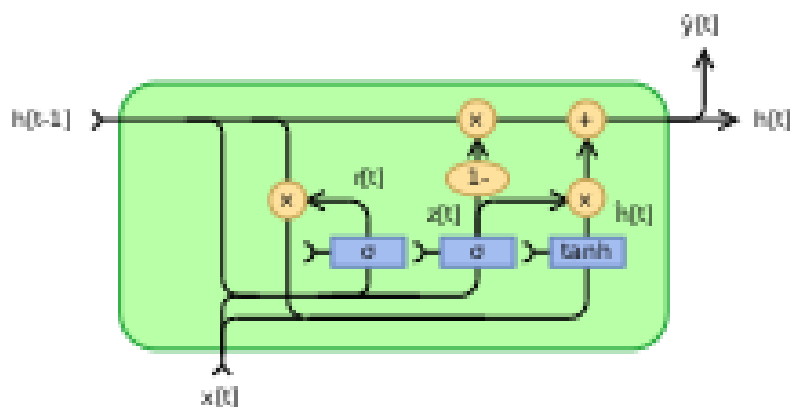 ŷ[t]
h[t-1]
h[t]
×
+
1-
r[t]
×
×
z[t]
ĥ[t]
σ
σ
tanh
x[t]